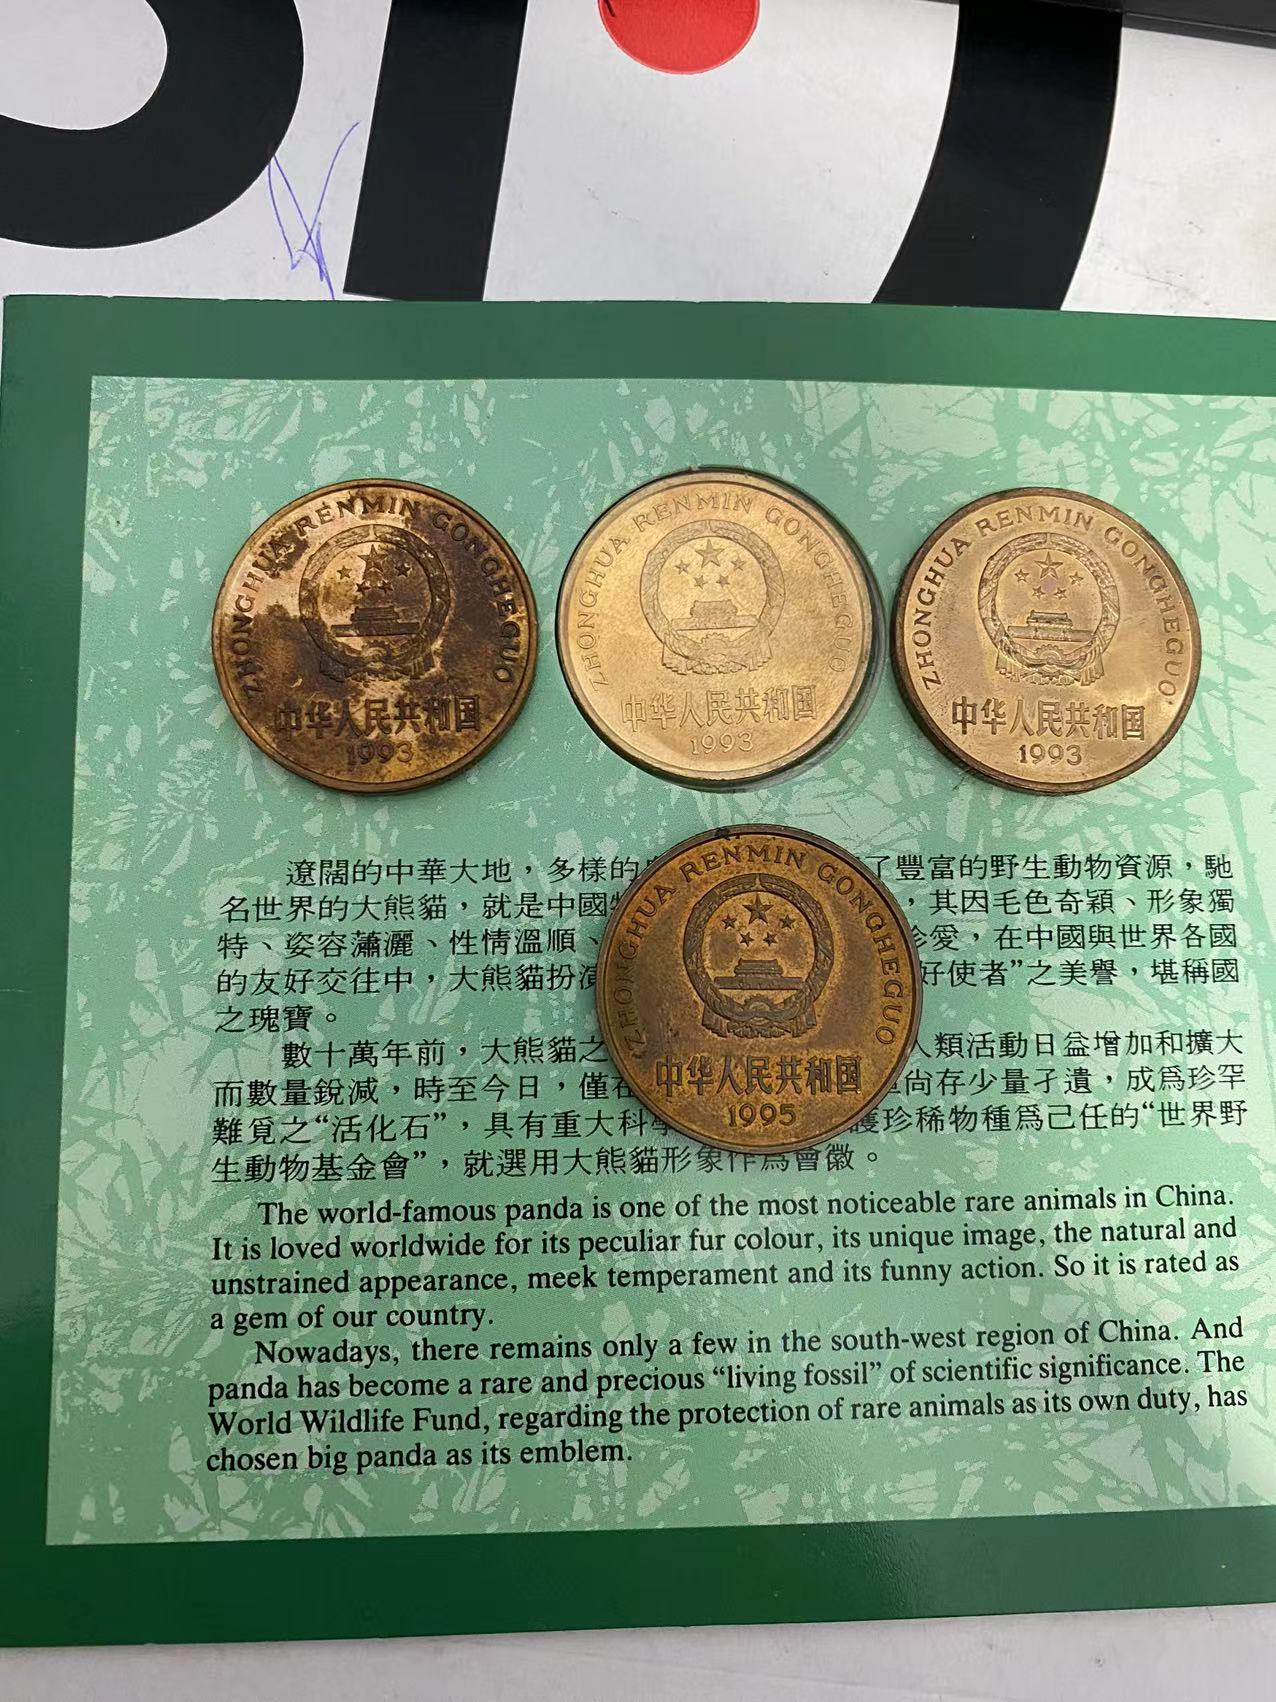 ZHONGHUA RENMIN GONGHEGUO
中华人民共和国
1993
ZHONGHUA RENMIN GONGHEGUO
中华人民共和国
1993
ZHONGHUA RENMIN GONGHEGUO
中华人民共和国
1993
ZHONGHUA RENMIN GONGHEGUO
中华人民共和国
1995
遼闊的中華大地，多樣的 了豐富的野生動物資源，馳
名世界的大熊貓，就是中國 ，其因毛色奇穎、形象獨
特、姿容瀟灑、性情溫順、 珍愛，在中國與世界各國
的友好交往中，大熊貓扮演 好使者”之美譽，堪稱國
之瑰寶。
數十萬年前，大熊貓之 人類活動日益增加和擴大
而數量銳減，時至今日，僅在 尚存少量孑遺，成爲珍罕
難覓之“活化石”，具有重大科學 護珍稀物種爲己任的“世界野
生動物基金會”，就選用大熊貓形象作爲會徽。
The world-famous panda is one of the most noticeable rare animals in China.
It is loved worldwide for its peculiar fur colour, its unique image, the natural and
unstrained appearance, meek temperament and its funny action. So it is rated as
a gem of our country.
Nowadays, there remains only a few in the south-west region of China. And
panda has become a rare and precious “living fossil” of scientific significance. The
World Wildlife Fund, regarding the protection of rare animals as its own duty, has
chosen big panda as its emblem.